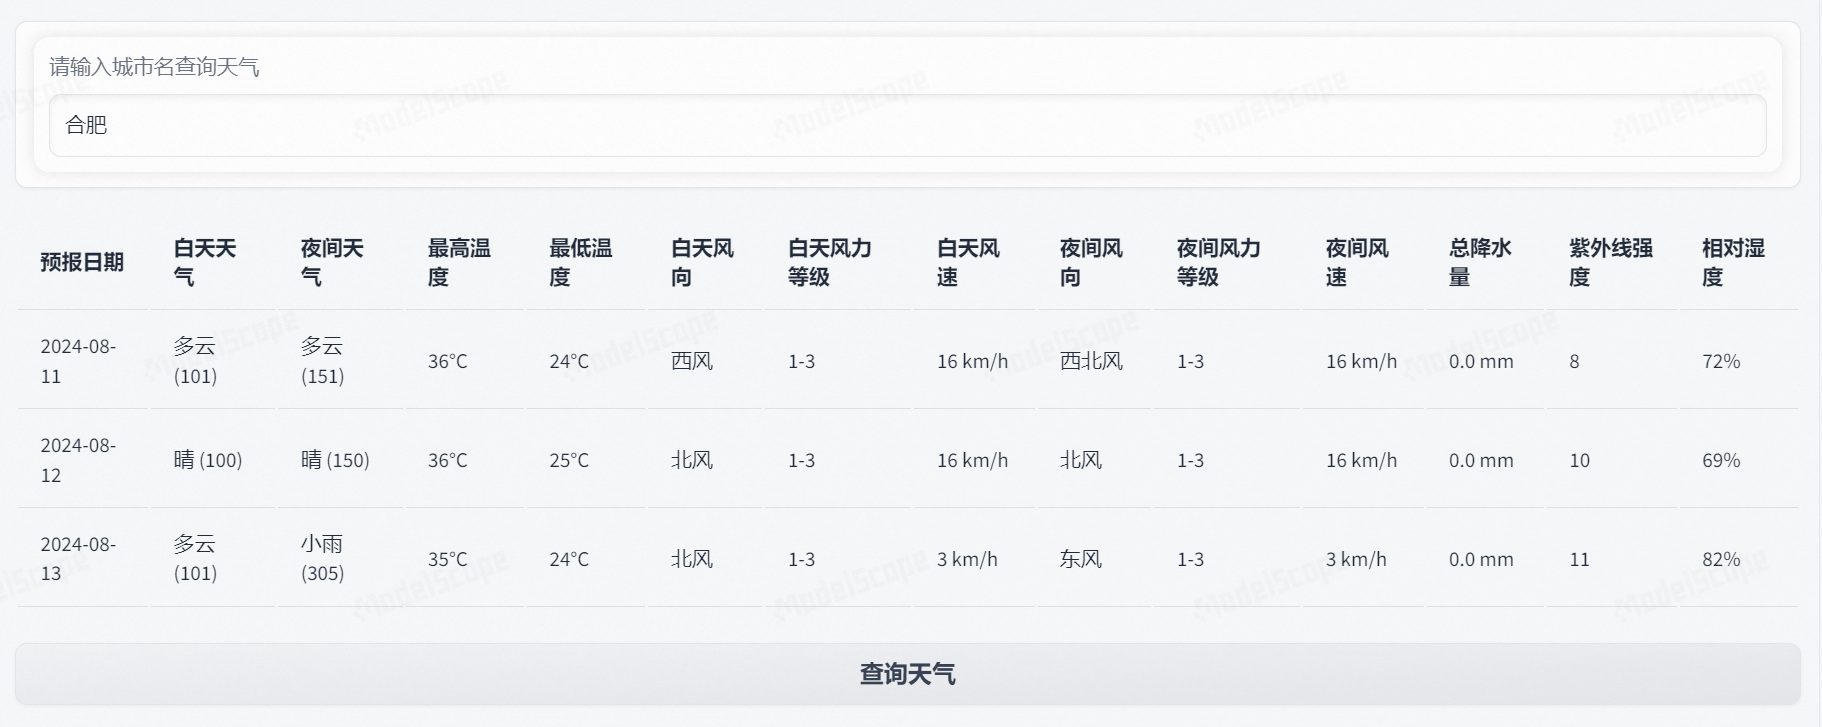 请输入城市名查询天气
合肥
预报日期 白天天气 夜间天气 最高温度 最低温度 白天风向 白天风力等级 白天风速 夜间风向 夜间风力等级 夜间风速 总降水量 紫外线强度 相对湿度
2024-08-11 多云 (101) 多云 (151) 36°C 24°C 西风 1-3 16 km/h 西北风 1-3 16 km/h 0.0 mm 8 72%
2024-08-12 晴 (100) 晴 (150) 36°C 25°C 北风 1-3 16 km/h 北风 1-3 16 km/h 0.0 mm 10 69%
2024-08-13 多云 (101) 小雨 (305) 35°C 24°C 北风 1-3 3 km/h 东风 1-3 3 km/h 0.0 mm 11 82%
查询天气
ModelScope